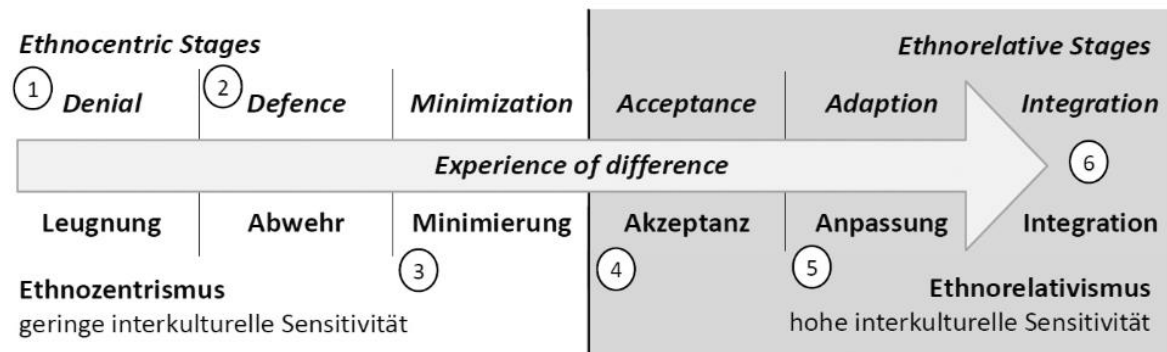 Ethnocentric Stages
Ethnorelative Stages
1 Denial
2 Defence
Minimization
Acceptance
Adaption
Integration
Experience of difference
6
Leugnung
Abwehr
Minimierung
Akzeptanz
Anpassung
Integration
3
4
5
Ethnozentrismus
geringe interkulturelle Sensitivität
Ethnorelativismus
hohe interkulturelle Sensitivität